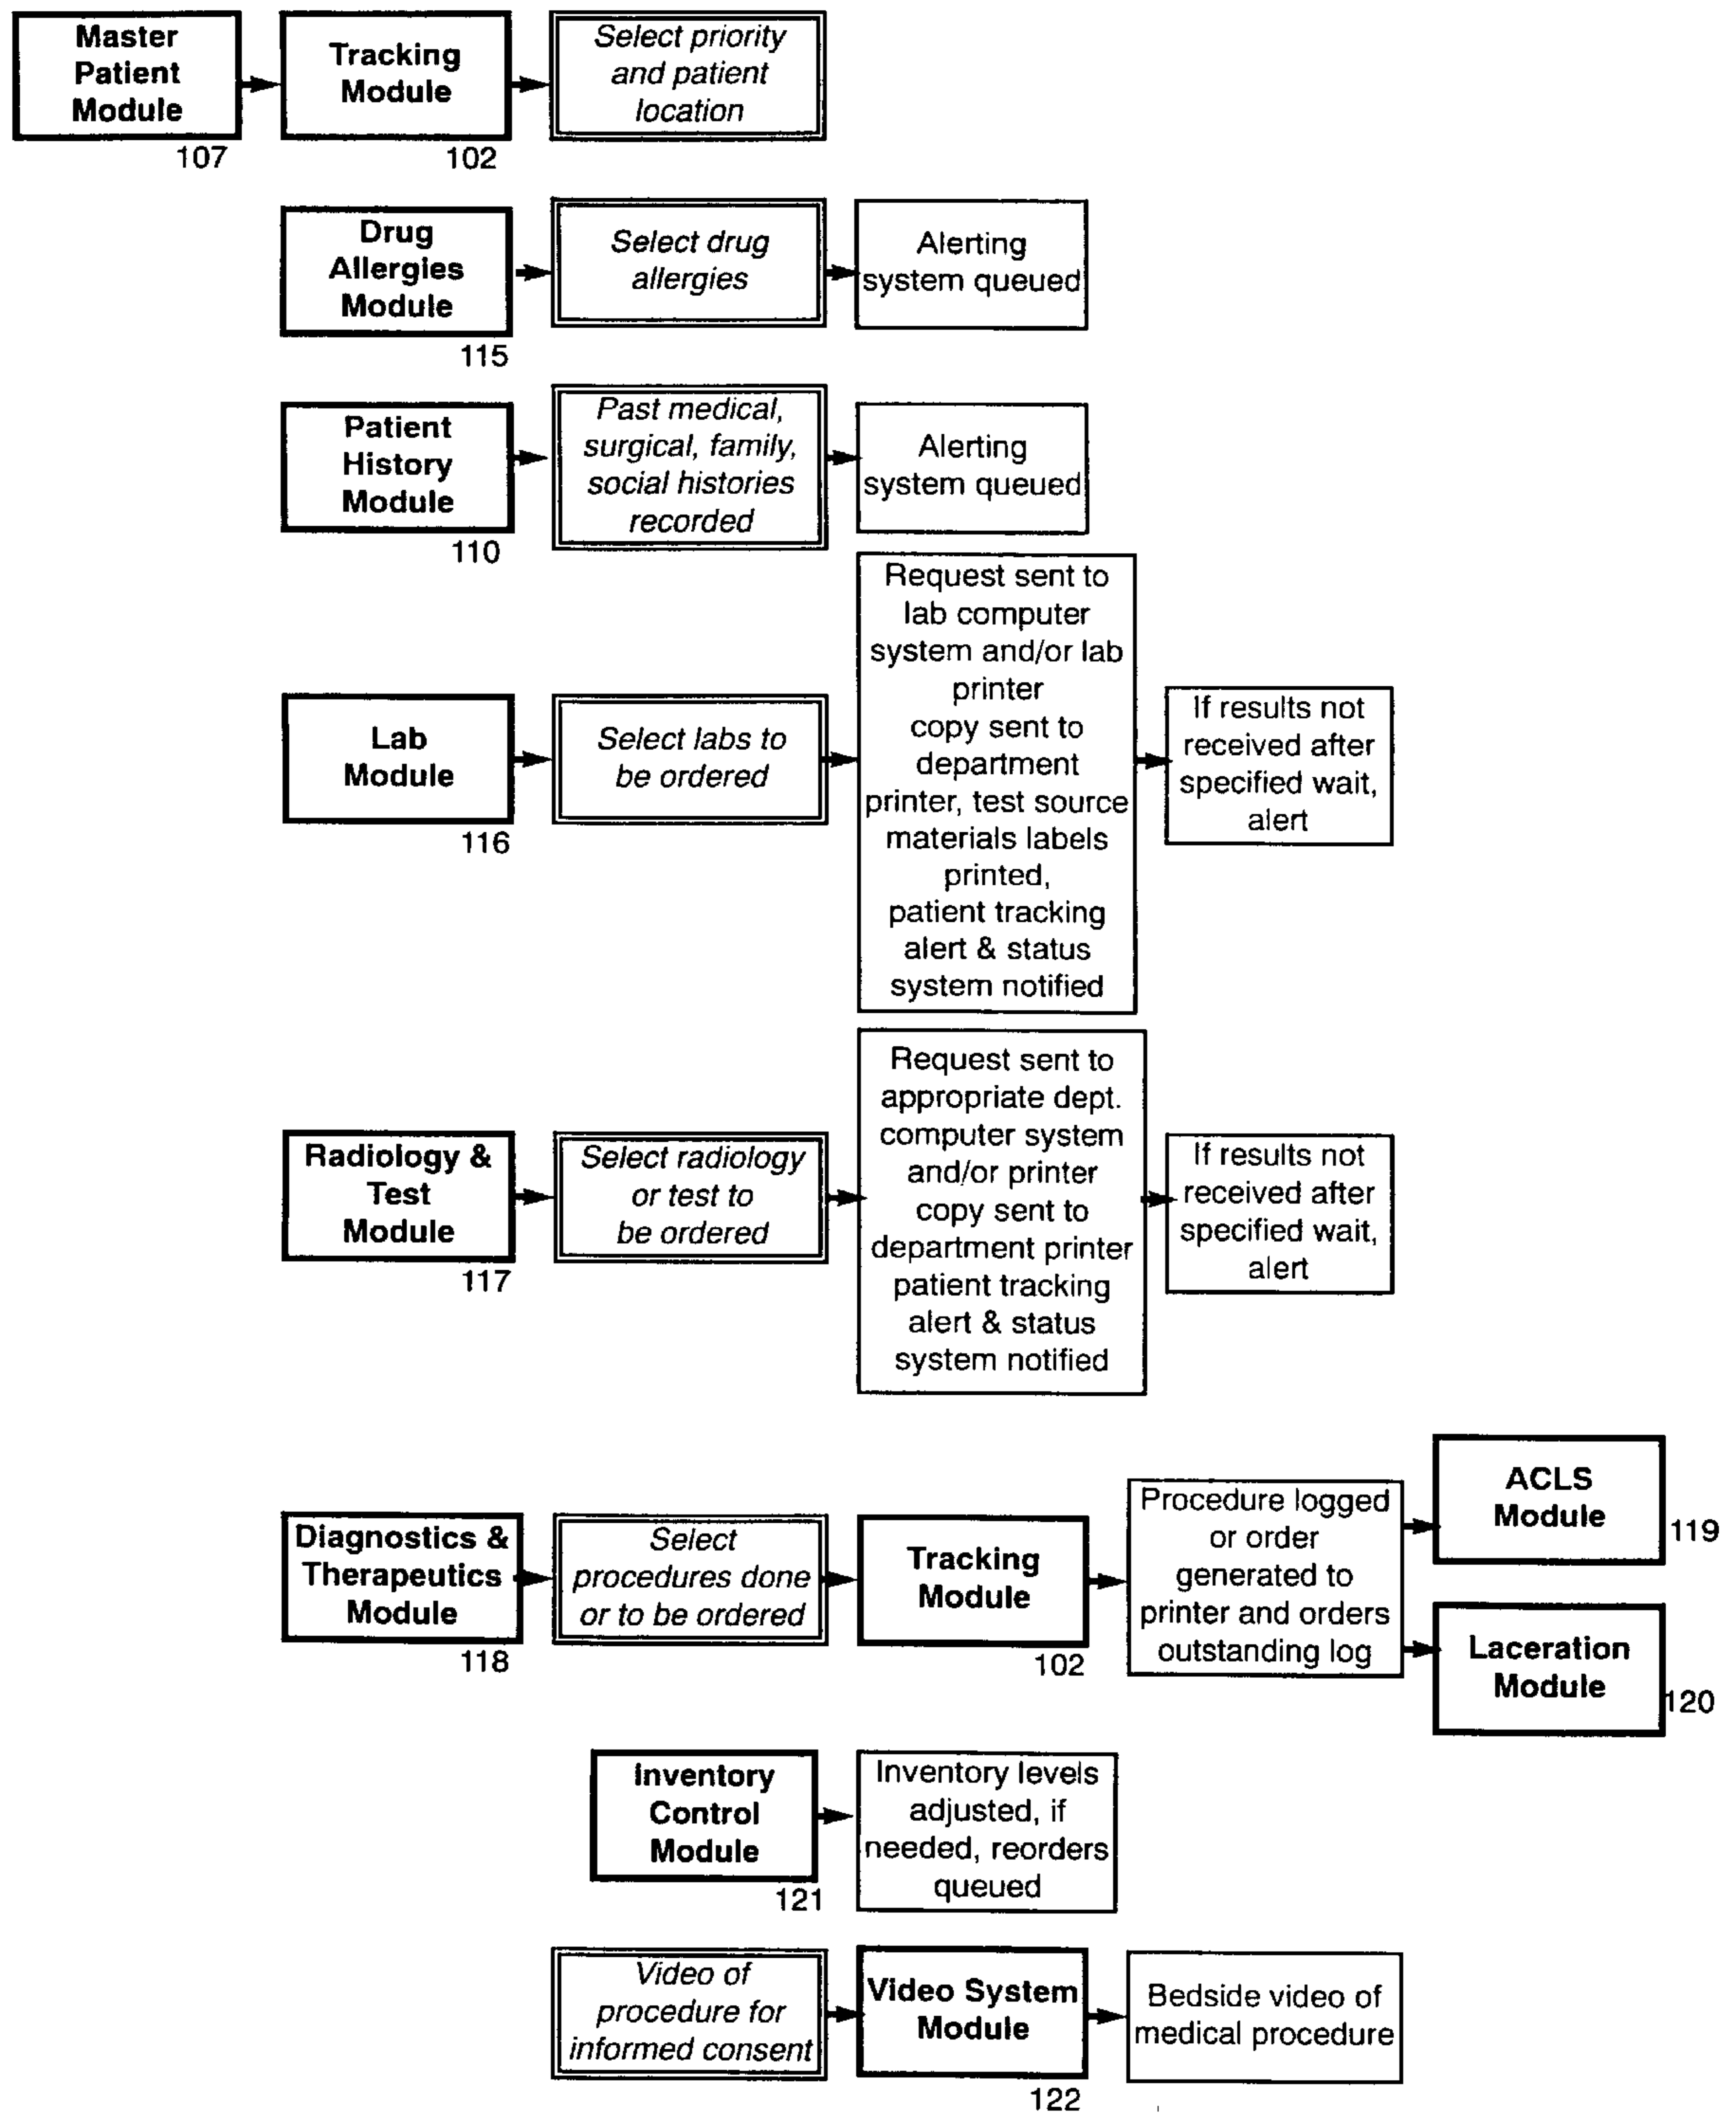 Master
Patient
Module
107
Tracking
Module
102
Select priority
and patient
location
Drug
Allergies
Module
115
Select drug
allergies
Alerting
system queued
Patient
History
Module
110
Past medical,
surgical, family,
social histories
recorded
Alerting
system queued
Lab
Module
116
Select labs to
be ordered
Request sent to
lab computer
system and/or lab
printer
copy sent to
department
printer, test source
materials labels
printed,
patient tracking
alert & status
system notified
If results not
received after
specified wait,
alert
Radiology &
Test
Module
117
Select radiology
or test to
be ordered
Request sent to
appropriate dept.
computer system
and/or printer
copy sent to
department printer
patient tracking
alert & status
system notified
If results not
received after
specified wait,
alert
Diagnostics &
Therapeutics
Module
118
Select
procedures done
or to be ordered
Tracking
Module
102
Procedure logged
or order
generated to
printer and orders
outstanding log
ACLS
Module
119
Laceration
Module
120
Inventory
Control
Module
121
Inventory levels
adjusted, if
needed, reorders
queued
Video of
procedure for
informed consent
Video System
Module
122
Bedside video of
medical procedure